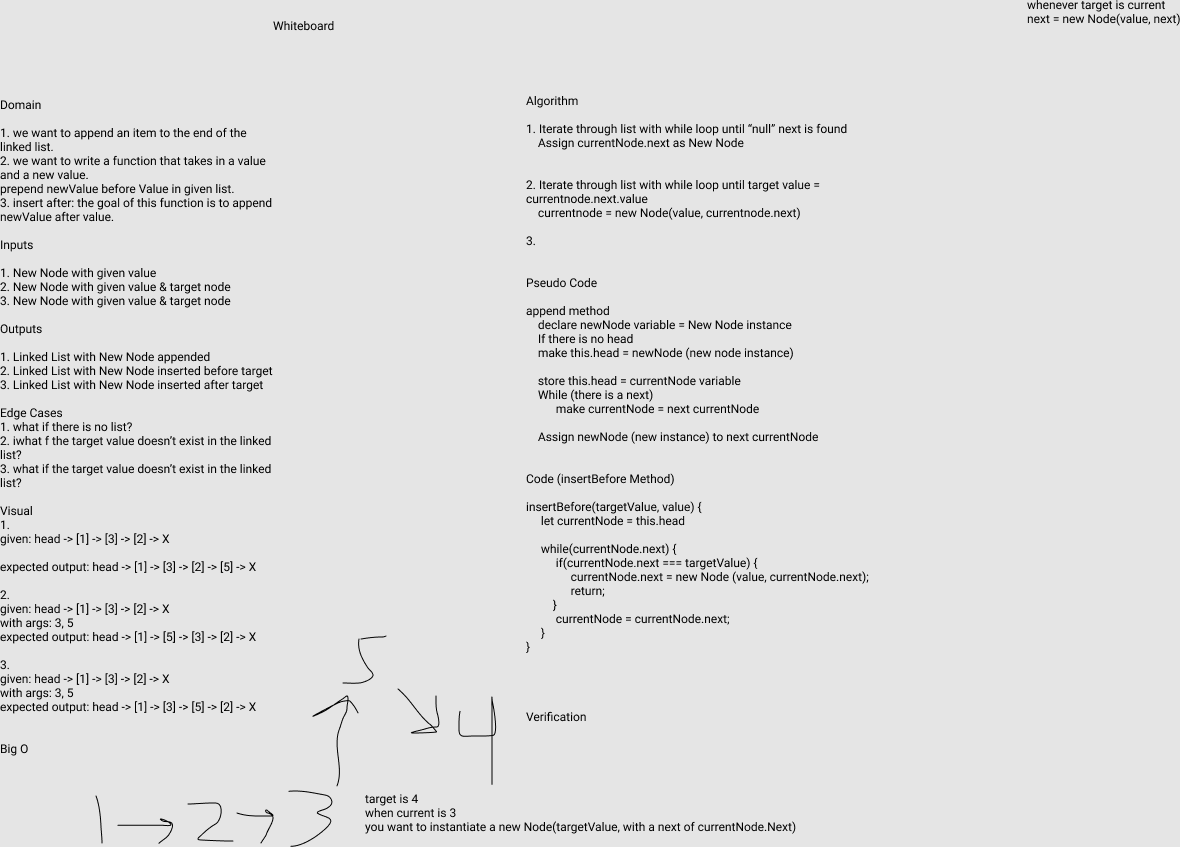 Whiteboard
whenever target is current
next = new Node(value, next)
Domain
1. we want to append an item to the end of the
linked list.
2. we want to write a function that takes in a value
and a new value.
prepend newValue before Value in given list.
3. insert after: the goal of this function is to append
newValue after value.
Inputs
1. New Node with given value
2. New Node with given value & target node
3. New Node with given value & target node
Outputs
1. Linked List with New Node appended
2. Linked List with New Node inserted before target
3. Linked List with New Node inserted after target
Edge Cases
1. what if there is no list?
2. iwhat f the target value doesn't exist in the linked
list?
3. what if the target value doesn't exist in the linked
list?
Visual
1.
given: head -> [1] -> [3] -> [2] -> X
expected output: head -> [1] -> [3] -> [2] -> [5] -> X
2.
given: head -> [1] -> [3] -> [2] -> X
with args: 3, 5
expected output: head -> [1] -> [5] -> [3] -> [2] -> X
3.
given: head -> [1] -> [3] -> [2] -> X
with args: 3, 5
expected output: head -> [1] -> [3] -> [5] -> [2] -> X
Big O
Algorithm
1. Iterate through list with while loop until “null” next is found
Assign currentNode.next as New Node
2. Iterate through list with while loop until target value =
currentnode.next.value
currentnode = new Node(value, currentnode.next)
3.
Pseudo Code
append method
declare newNode variable = New Node instance
If there is no head
make this.head = newNode (new node instance)
store this.head = currentNode variable
While (there is a next)
make currentNode = next currentNode
Assign newNode (new instance) to next currentNode
Code (insertBefore Method)
insertBefore(targetValue, value) {
let currentNode = this.head
while(currentNode.next) {
if(currentNode.next === targetValue) {
currentNode.next = new Node (value, currentNode.next);
return;
}
currentNode = currentNode.next;
}
}
Verification
5
4
1 → 2 → 3
target is 4
when current is 3
you want to instantiate a new Node(targetValue, with a next of currentNode.Next)